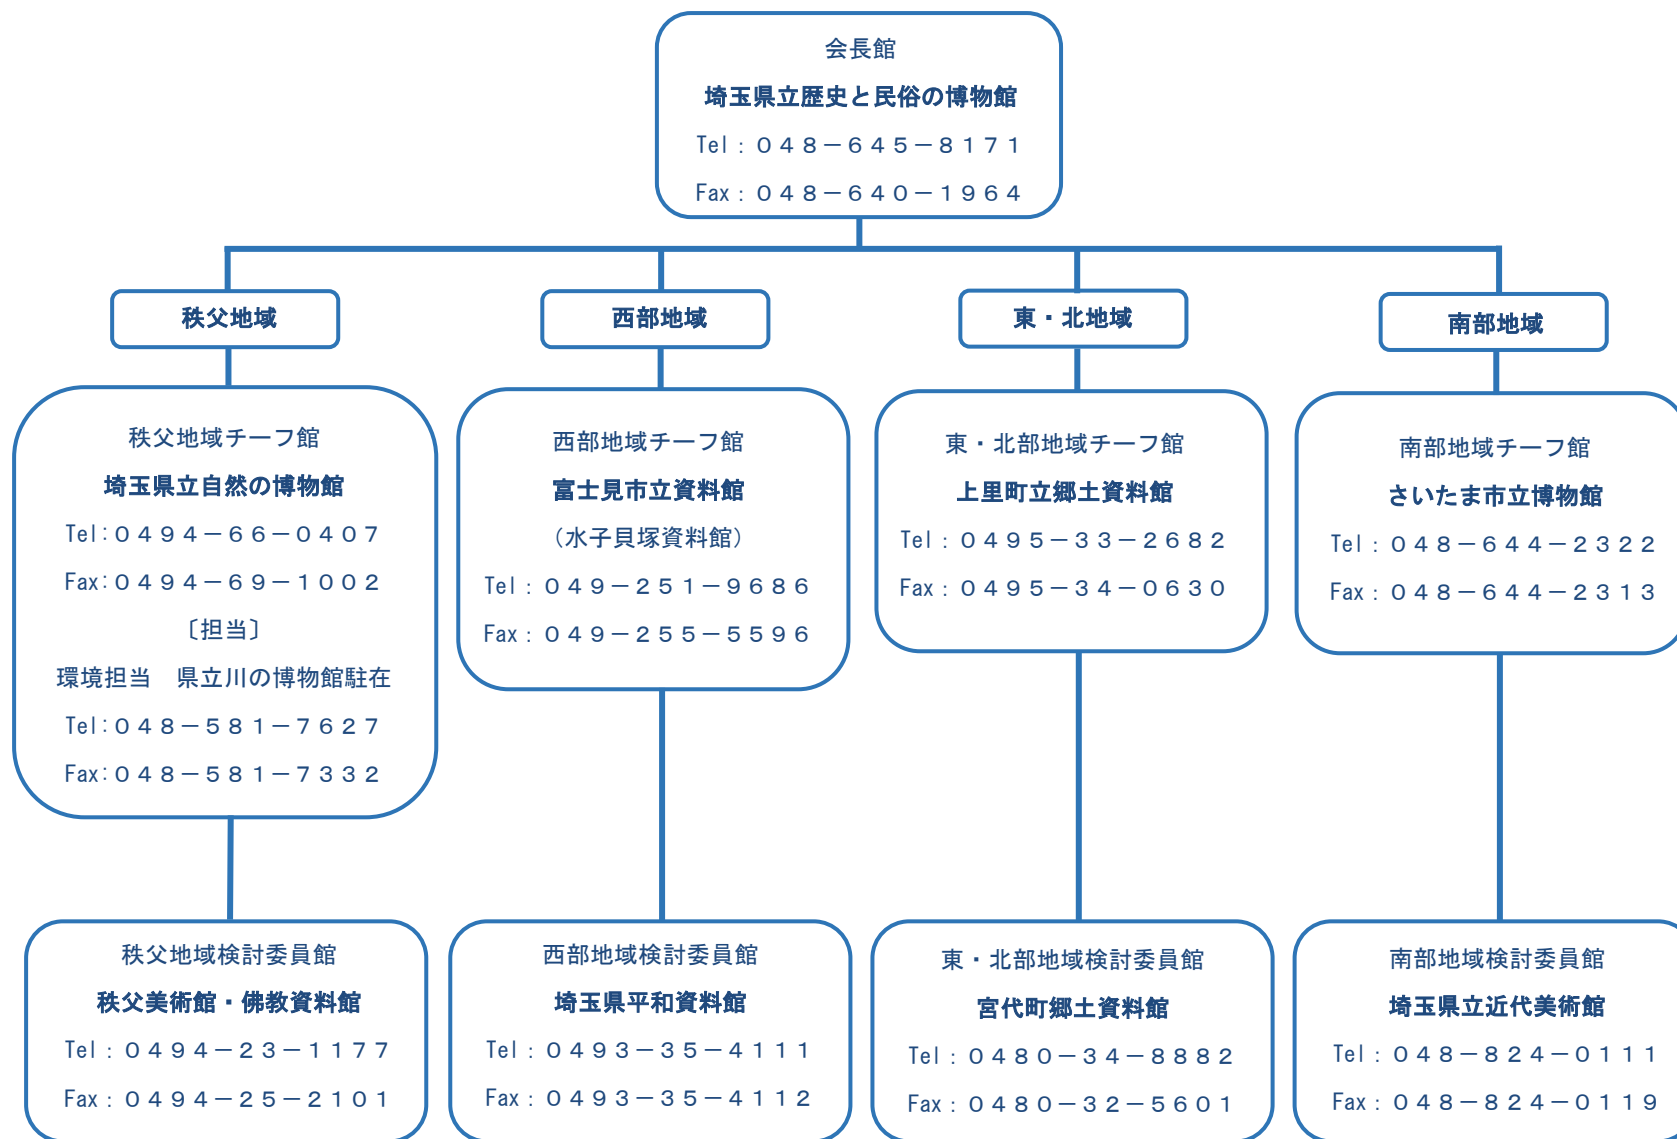 会長館
埼玉県立歴史と民俗の博物館
Tel：０４８－６４５－８１７１
Fax：０４８－６４０－１９６４
秩父地域
西部地域
東・北地域
南部地域
秩父地域チーフ館
埼玉県立自然の博物館
Tel:０４９４－６６－０４０７
Fax:０４９４－６９－１００２
〔担当〕
環境担当　県立川の博物館駐在
Tel:０４８－５８１－７６２７
Fax:０４８－５８１－７３３２
西部地域チーフ館
富士見市立資料館
（水子貝塚資料館）
Tel：０４９－２５１－９６８６
Fax：０４９－２５５－５５９６
東・北部地域チーフ館
上里町立郷土資料館
Tel：０４９５－３３－２６８２
Fax：０４９５－３４－０６３０
南部地域チーフ館
さいたま市立博物館
Tel：０４８－６４４－２３２２
Fax：０４８－６４４－２３１３
秩父地域検討委員館
秩父美術館・佛教資料館
Tel：０４９４－２３－１１７７
Fax：０４９４－２５－２１０１
西部地域検討委員館
埼玉県平和資料館
Tel：０４９３－３５－４１１１
Fax：０４９３－３５－４１１２
東・北部地域検討委員館
宮代町郷土資料館
Tel：０４８０－３４－８８８２
Fax：０４８０－３２－５６０１
南部地域検討委員館
埼玉県立近代美術館
Tel：０４８－８２４－０１１１
Fax：０４８－８２４－０１１９